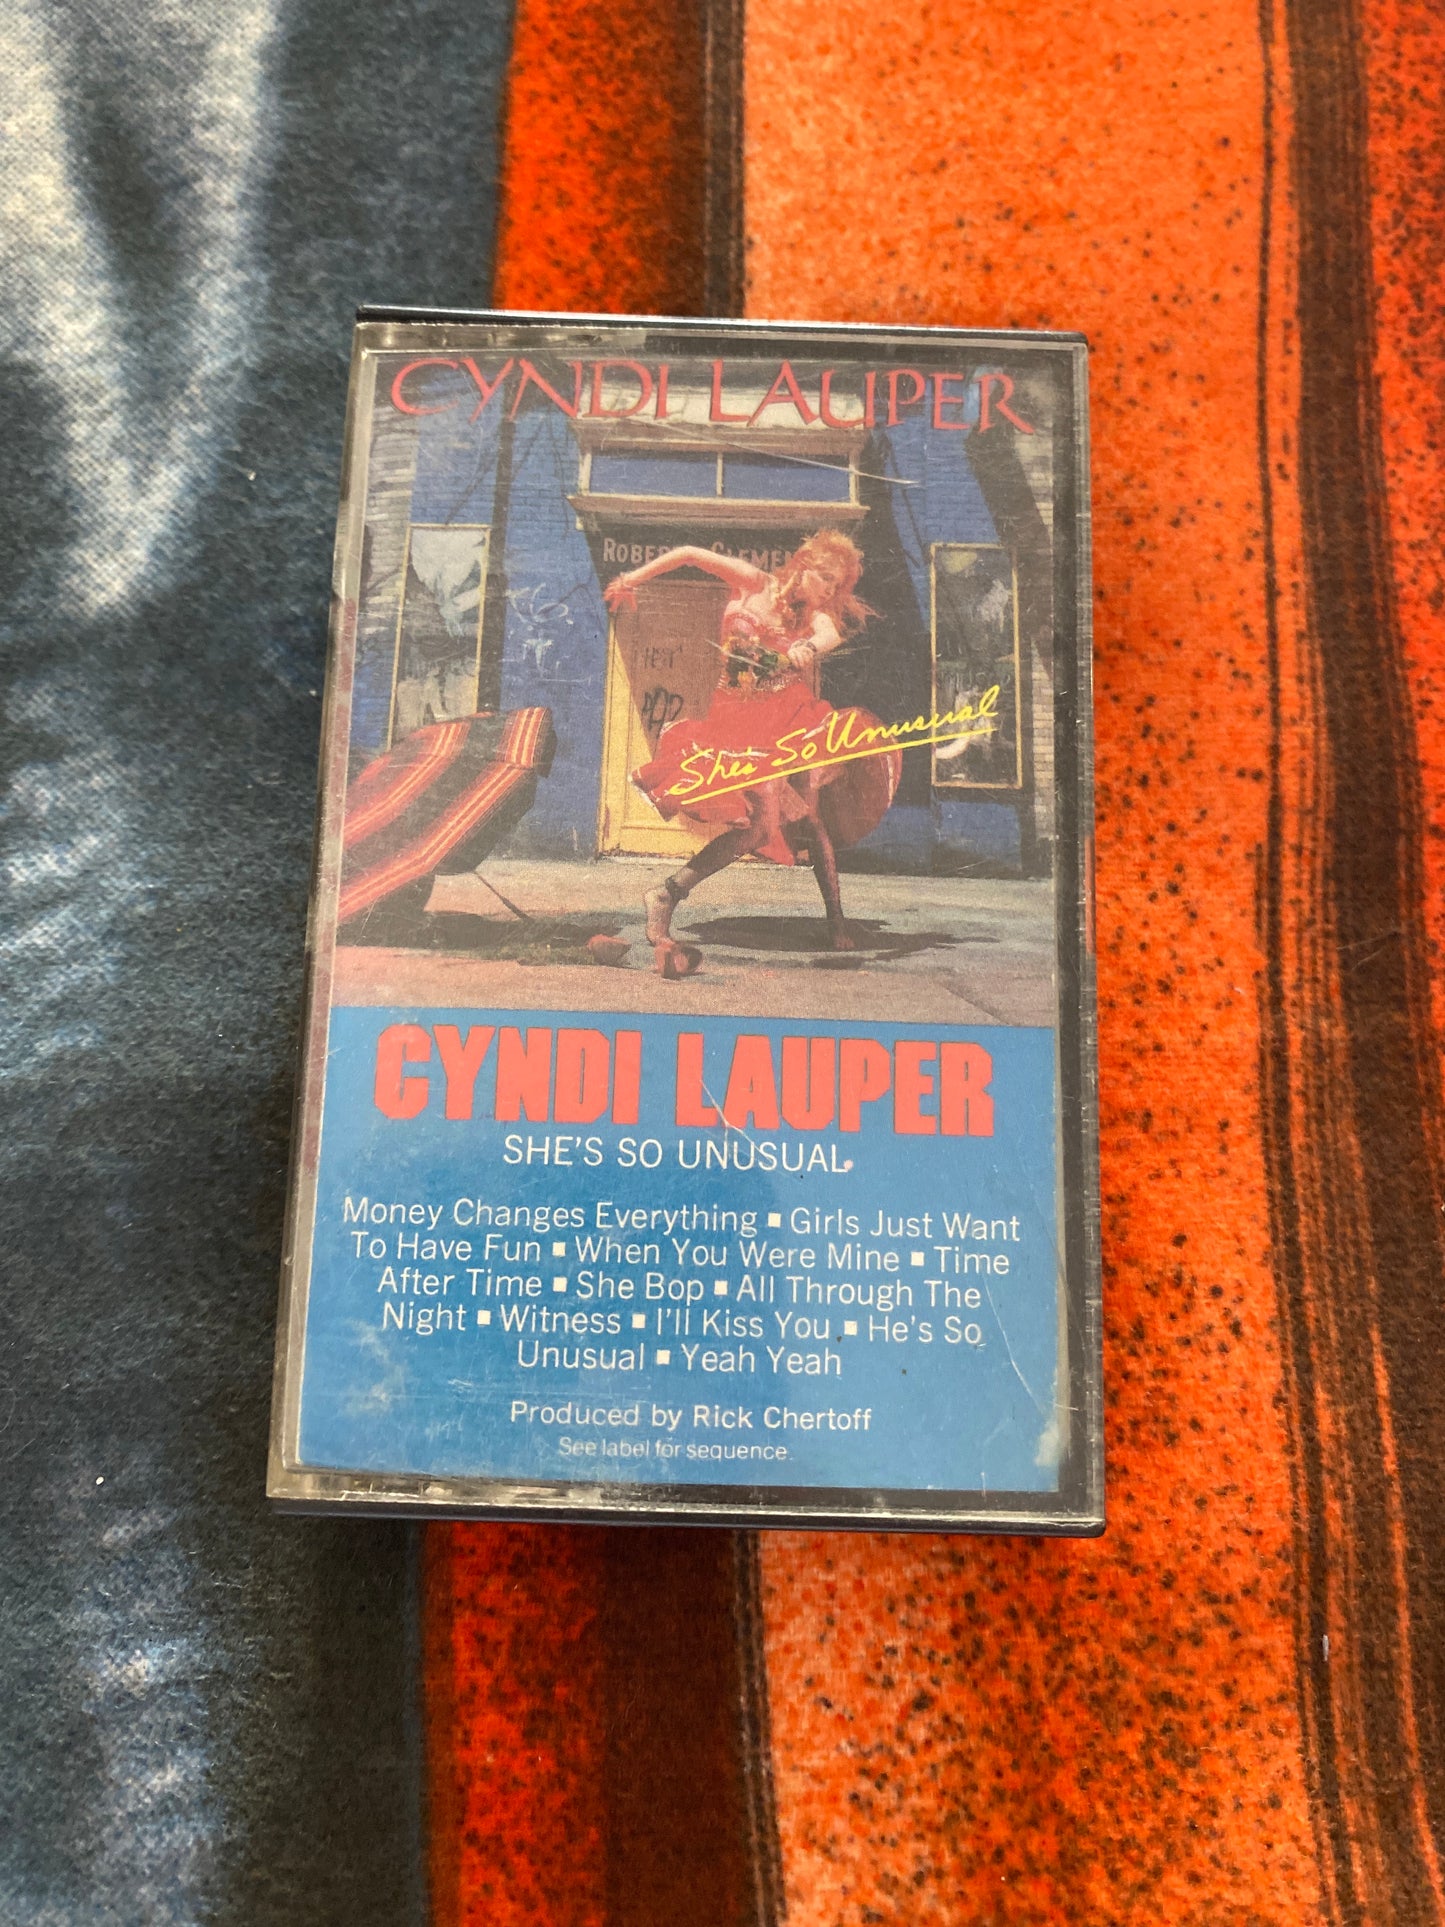 CYNDI LAUPER
She's So Unusual
CYNDI LAUPER
SHE'S SO UNUSUAL
Money Changes Everything ▪ Girls Just Want
To Have Fun ▪ When You Were Mine ▪ Time
After Time ▪ She Bop ▪ All Through The
Night ▪ Witness ▪ I'll Kiss You ▪ He's So
Unusual ▪ Yeah Yeah
Produced by Rick Chertoff
See label for sequence.